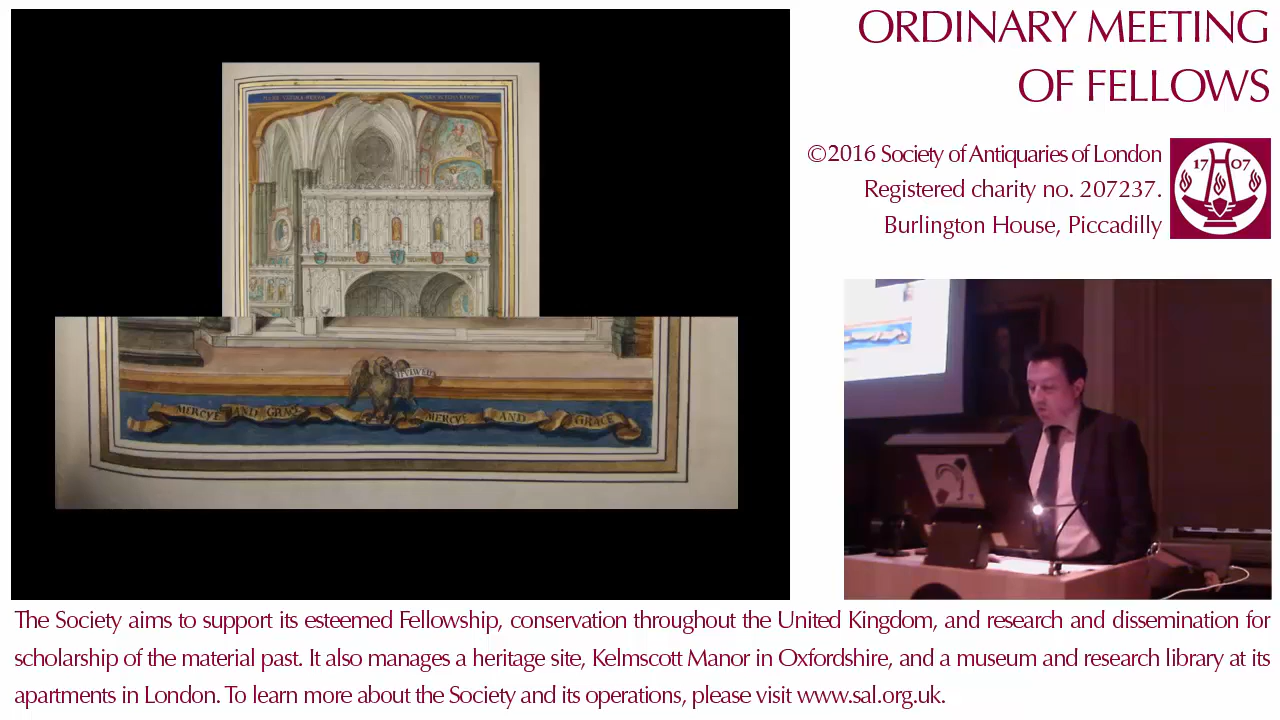 ORDINARY MEETING
OF FELLOWS
©2016 Society of Antiquaries of London
Registered charity no. 207237.
Burlington House, Piccadilly
17 07
MERCYE AND GRACE
MERCYE AND GRACE
The Society aims to support its esteemed Fellowship, conservation throughout the United Kingdom, and research and dissemination for
scholarship of the material past. It also manages a heritage site, Kelmscott Manor in Oxfordshire, and a museum and research library at its
apartments in London. To learn more about the Society and its operations, please visit www.sal.org.uk.